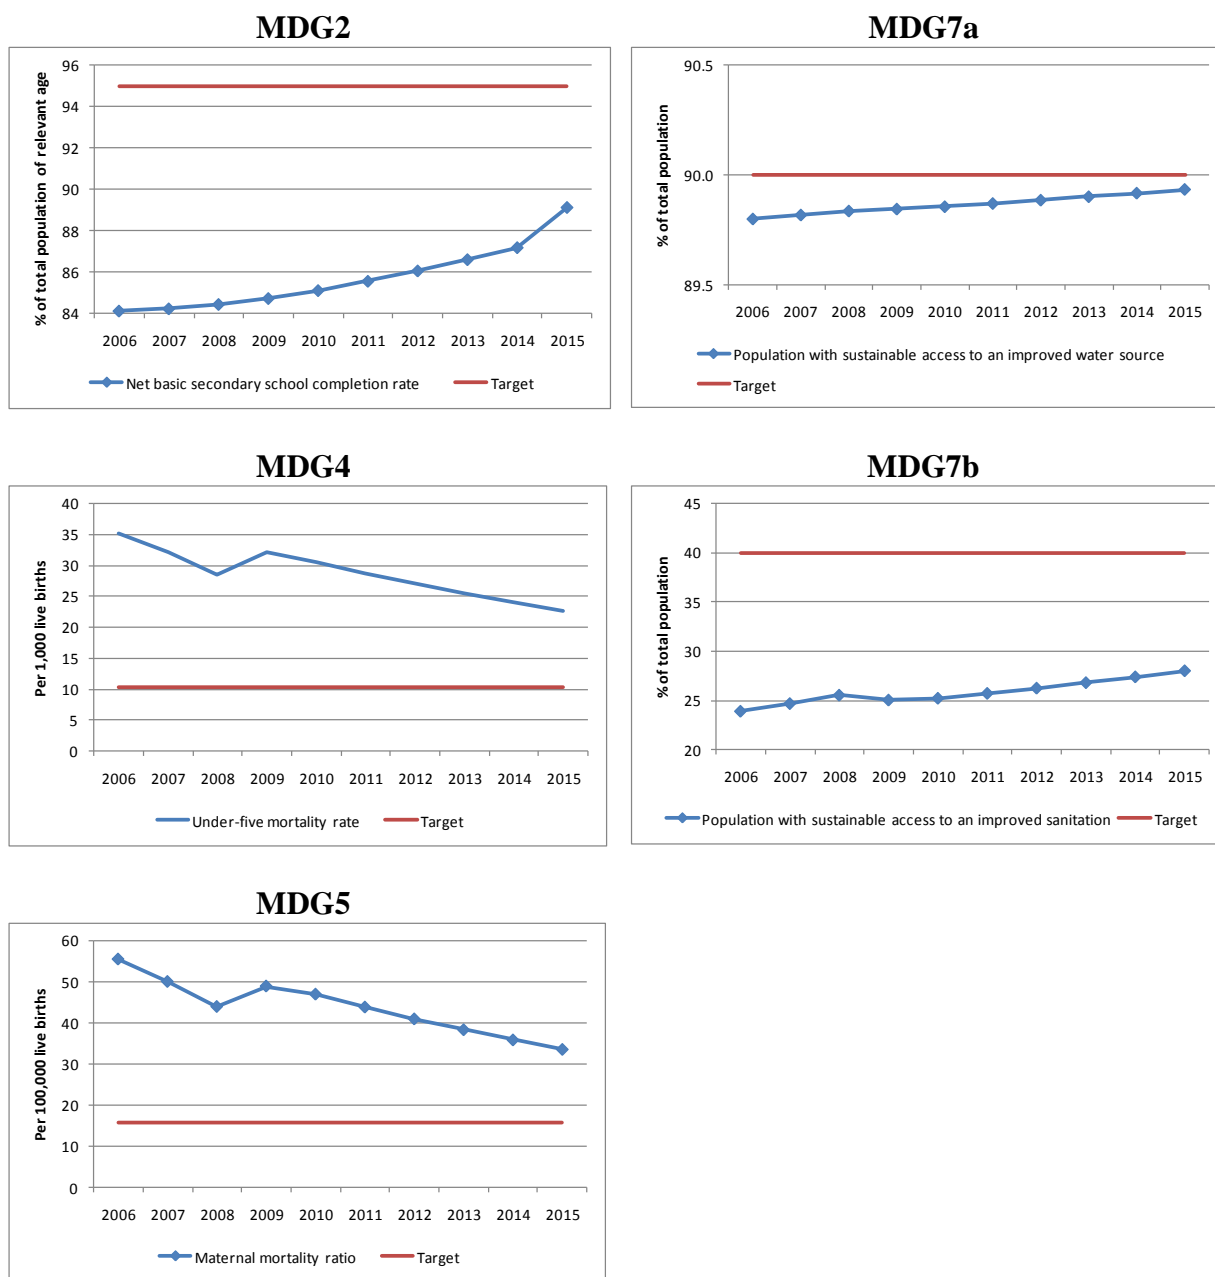 MDG2
% of total population of relevant age
96
94
92
90
88
86
84
2006 2007 2008 2009 2010 2011 2012 2013 2014 2015
Net basic secondary school completion rate Target
MDG7a
% of total population
90.5
90.0
89.5
2006 2007 2008 2009 2010 2011 2012 2013 2014 2015
Population with sustainable access to an improved water source
Target
MDG4
Per 1,000 live births
40
35
30
25
20
15
10
5
0
2006 2007 2008 2009 2010 2011 2012 2013 2014 2015
Under-five mortality rate Target
MDG7b
% of total population
45
40
35
30
25
20
2006 2007 2008 2009 2010 2011 2012 2013 2014 2015
Population with sustainable access to an improved sanitation Target
MDG5
Per 100,000 live births
60
50
40
30
20
10
0
2006 2007 2008 2009 2010 2011 2012 2013 2014 2015
Maternal mortality ratio Target